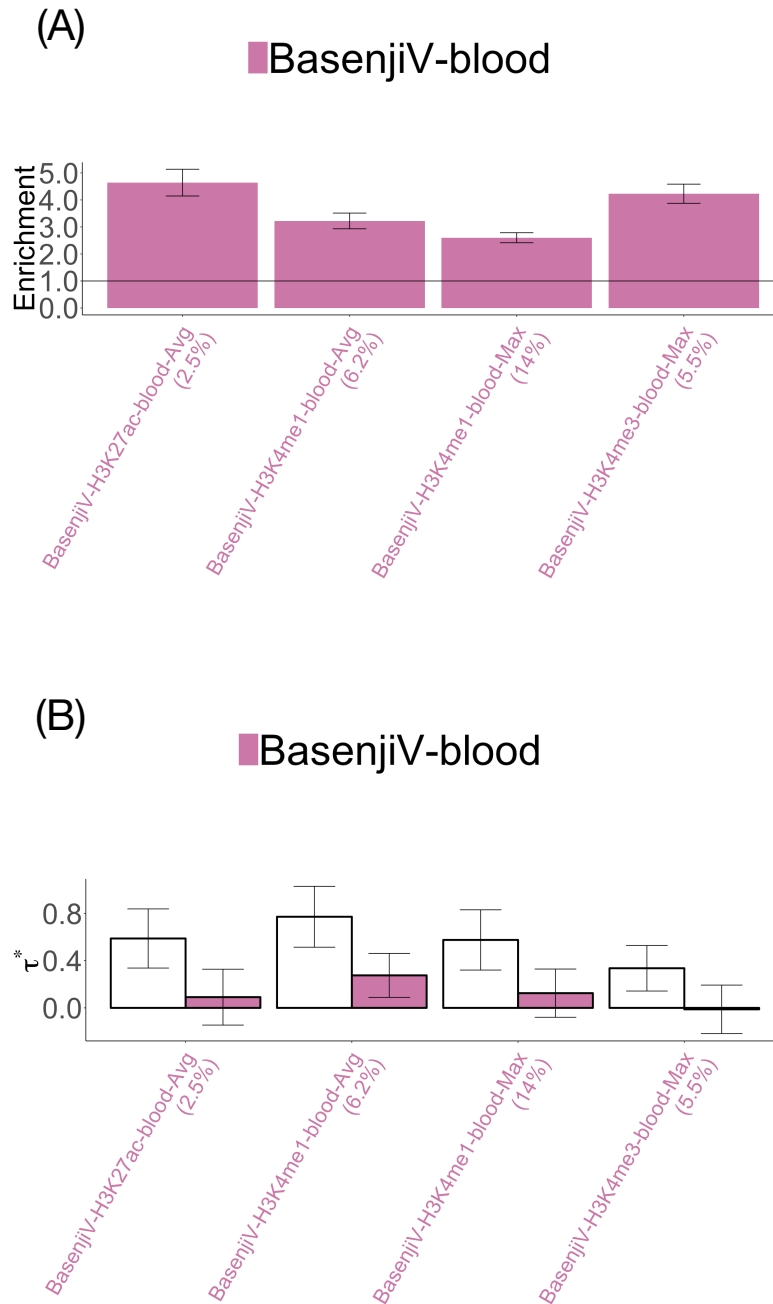 (A)
BasenjiV-blood
Enrichment
5.0
4.0
3.0
2.0
1.0
0.0
BasenjiV-H3K27ac-blood-Avg
(2.5%)
BasenjiV-H3K4me1-blood-Avg
(6.2%)
BasenjiV-H3K4me1-blood-Max
(14%)
BasenjiV-H3K4me3-blood-Max
(5.5%)
(B)
BasenjiV-blood
τ*
0.8
0.4
0.0
BasenjiV-H3K27ac-blood-Avg
(2.5%)
BasenjiV-H3K4me1-blood-Avg
(6.2%)
BasenjiV-H3K4me1-blood-Max
(14%)
BasenjiV-H3K4me3-blood-Max
(5.5%)